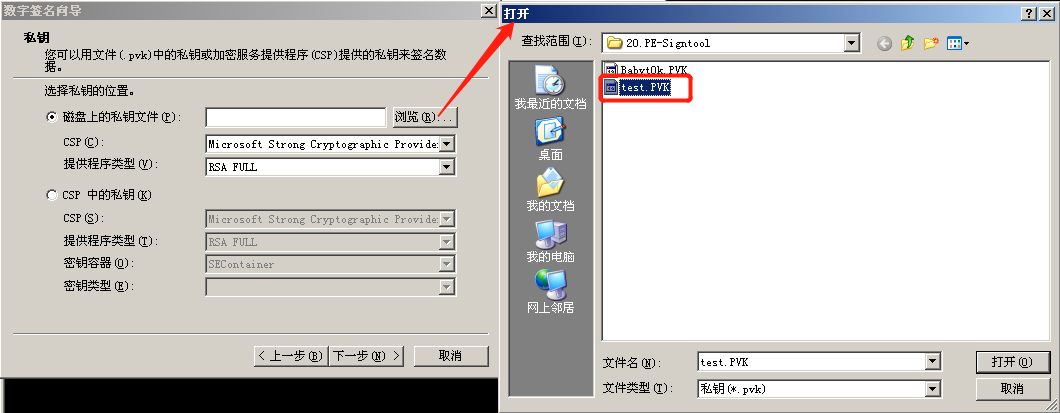 数字签名向导
私钥
您可以用文件(.pvk)中的私钥或加密服务提供程序(CSP)提供的私钥来签名数
据。
选择私钥的位置。
磁盘上的私钥文件(F):
浏览(R)...
CSP(C):
Microsoft Strong Cryptographic Provide
提供程序类型(Y):
RSA FULL
CSP 中的私钥(K)
CSP(S):
Microsoft Strong Cryptographic Provide
提供程序类型(T):
RSA FULL
密钥容器(O):
SEContainer
密钥类型(E):
< 上一步(B)
下一步(N) >
取消
打开
查找范围(I):
20.PE-Signtool
我最近的文档
桌面
我的文档
我的电脑
网上邻居
BabytOk.PVK
test.PVK
文件名(N):
test.PVK
打开(O)
文件类型(T):
私钥(*.pvk)
取消